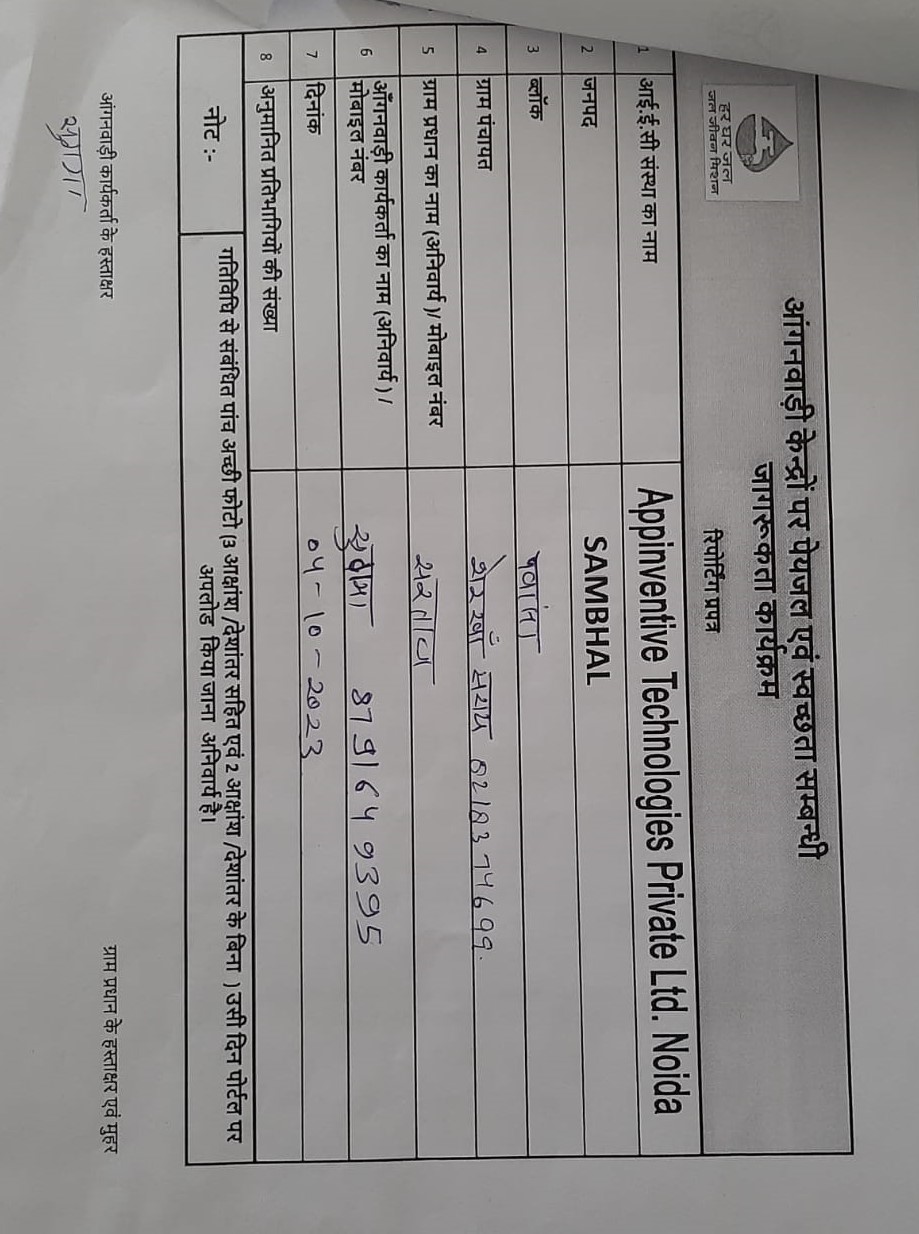 हर घर जल
जल जीवन मिशन
आंगनवाड़ी केन्द्रों पर पेयजल एवं स्वच्छता सम्बन्धी
जागरूकता कार्यक्रम
रिपोर्टिंग प्रपत्र
1 आई.ई.सी संस्था का नाम Appinventive Technologies Private Ltd. Noida
2 जनपद SAMBHAL
3 ब्लॉक
4 ग्राम पंचायत
5 ग्राम प्रधान का नाम (अनिवार्य )/ मोबाइल नंबर
6 आँगनवाड़ी कार्यकर्ता का नाम (अनिवार्य ) /
मोबाइल नंबर 8791649395
7 दिनांक 04-10-2023
8 अनुमानित प्रतिभागियों की संख्या
नोट :- गतिविधि से संबंधित पांच अच्छी फोटो (3 आक्षांश /देशांतर सहित एवं 2 आक्षांश /देशांतर के बिना ) उसी दिन पोर्टल पर
अपलोड किया जाना अनिवार्य है।
आंगनवाड़ी कार्यकर्ता के हस्ताक्षर ग्राम प्रधान के हस्ताक्षर एवं मुहर